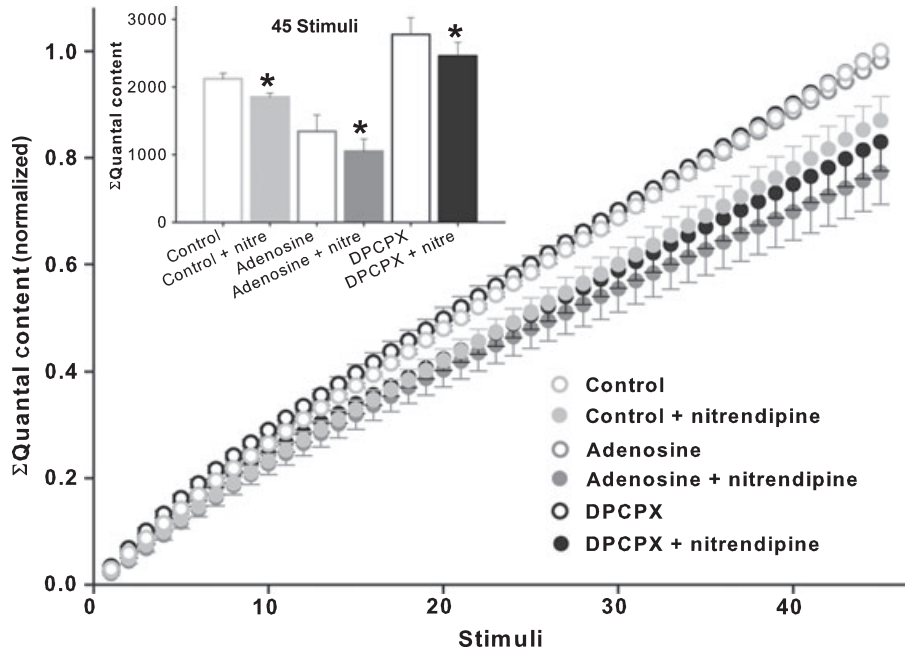 45 Stimuli
ΣQuantal content
3000
2000
1000
0
Control
Control + nitre
Adenosine
Adenosine + nitre
DPCPX
DPCPX + nitre
*
*
*
ΣQuantal content (normalized)
1.0
0.8
0.6
0.4
0.2
0.0
0
10
20
30
40
Stimuli
Control
Control + nitrendipine
Adenosine
Adenosine + nitrendipine
DPCPX
DPCPX + nitrendipine